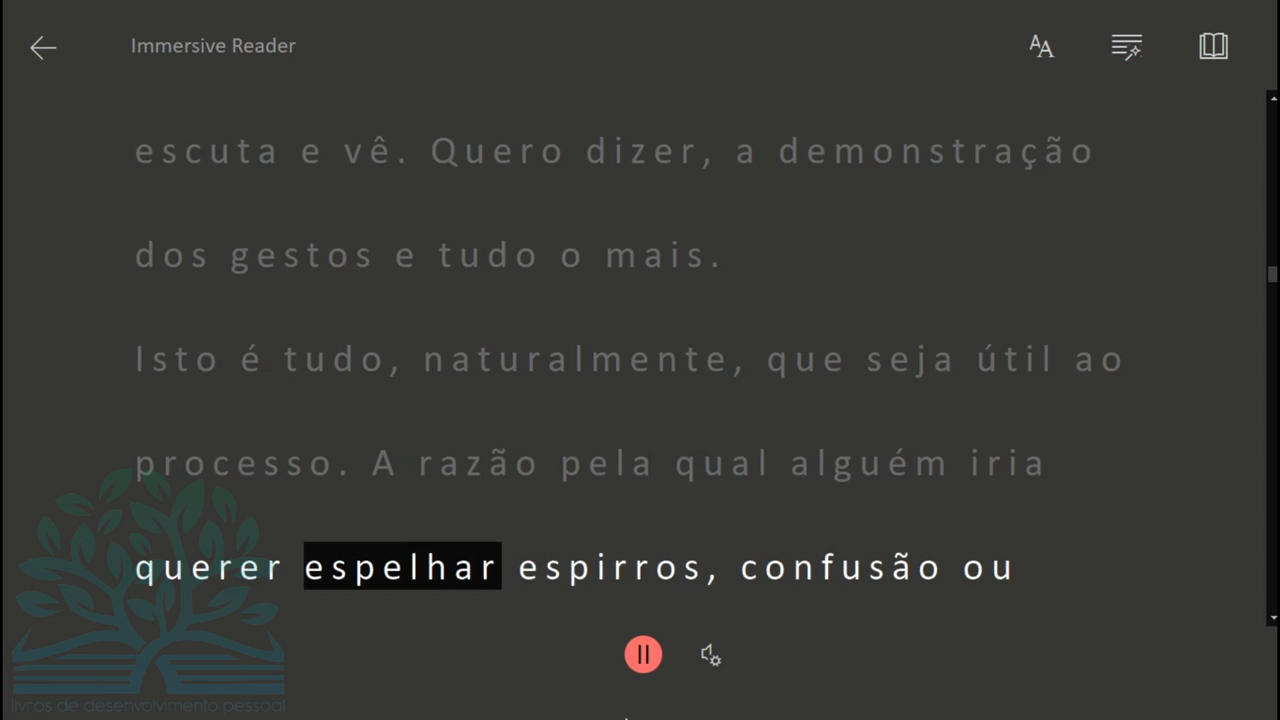 Immersive Reader
escuta e vê. Quero dizer, a demonstração
dos gestos e tudo o mais.
Isto é tudo, naturalmente, que seja útil ao
processo. A razão pela qual alguém iria
querer espelhar espirros, confusão ou
livros de desenvolvimento pessoal